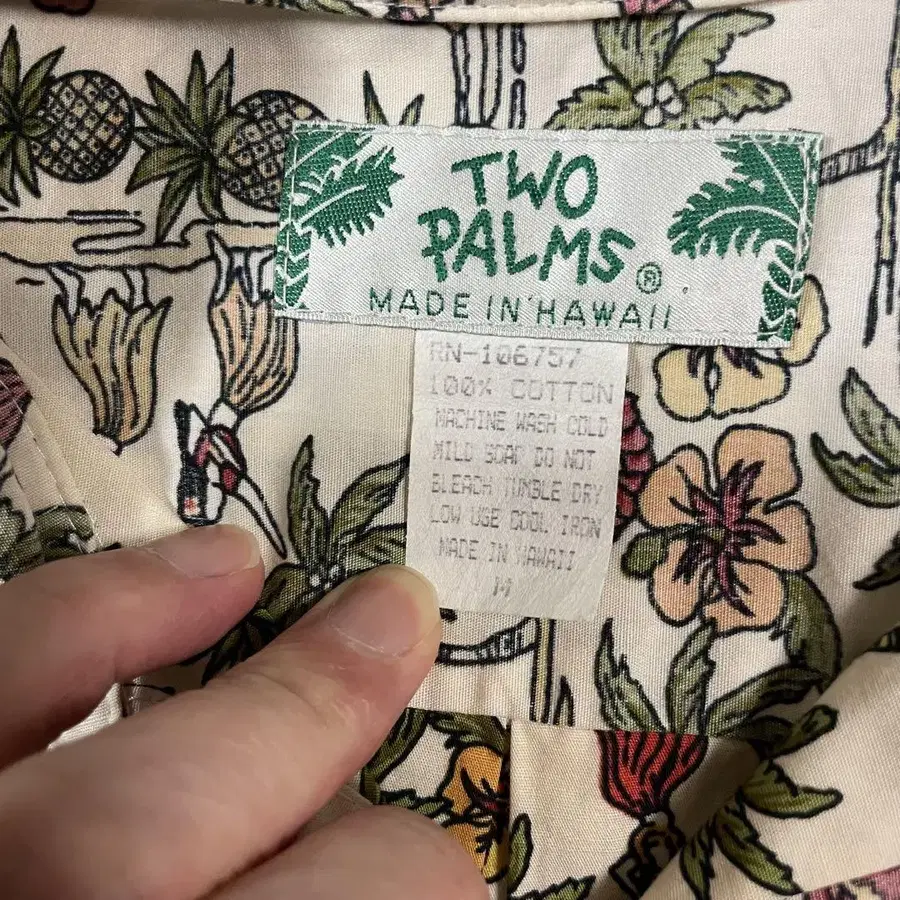 TWO
PALMS®
MADE IN HAWAII
RN-106757
100% COTTON
MACHINE WASH COLD
MILD SOAP DO NOT
BLEACH TUMBLE DRY
LOW USE COOL IRON
MADE IN HAWAII
M